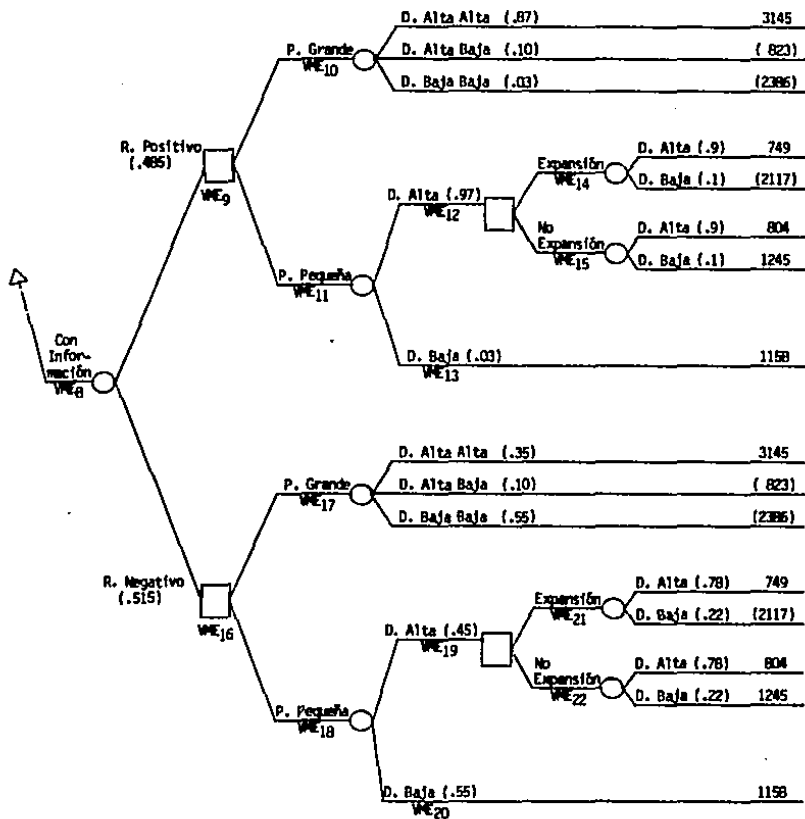 D. Alta Alta (.87) 3145
P. Grande D. Alta Baja (.10) ( 823)
VME10
D. Baja Baja (.03) (2386)
R. Positivo
(.485)
VME9
Expansión D. Alta (.9) 749
VME14 D. Baja (.1) (2117)
D. Alta (.97)
VME12
No
Expansión D. Alta (.9) 804
VME15 D. Baja (.1) 1245
P. Pequeña
VME11
D. Baja (.03) 1158
VME13
Con
Infor-
mación
VME8
D. Alta Alta (.35) 3145
P. Grande D. Alta Baja (.10) ( 823)
VME17
D. Baja Baja (.55) (2386)
R. Negativo
(.515)
VME16
Expansión D. Alta (.78) 749
VME21 D. Baja (.22) (2117)
D. Alta (.45)
VME19
No
Expansión D. Alta (.78) 804
VME22 D. Baja (.22) 1245
P. Pequeña
VME18
D. Baja (.55) 1158
VME20